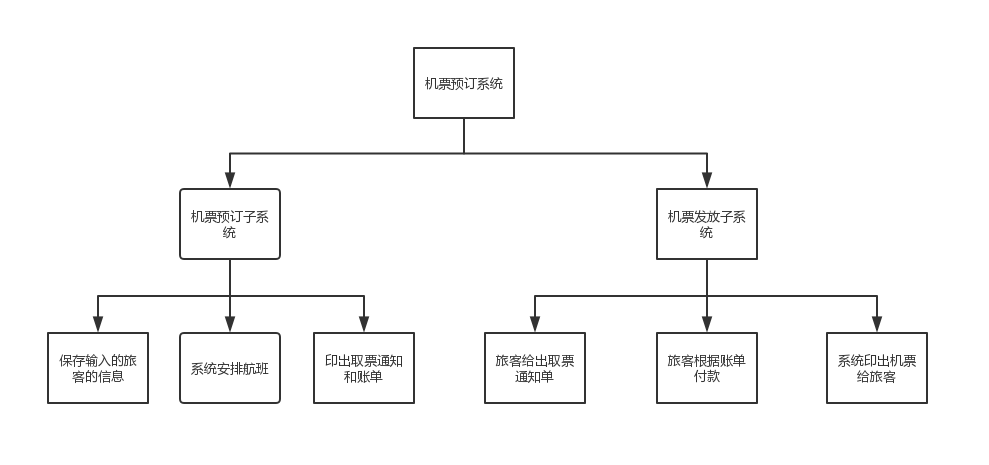 机票预订系统
机票预订子系
统
机票发放子系
统
保存输入的旅
客的信息
系统安排航班
印出取票通知
和账单
旅客给出取票
通知单
旅客根据账单
付款
系统印出机票
给旅客